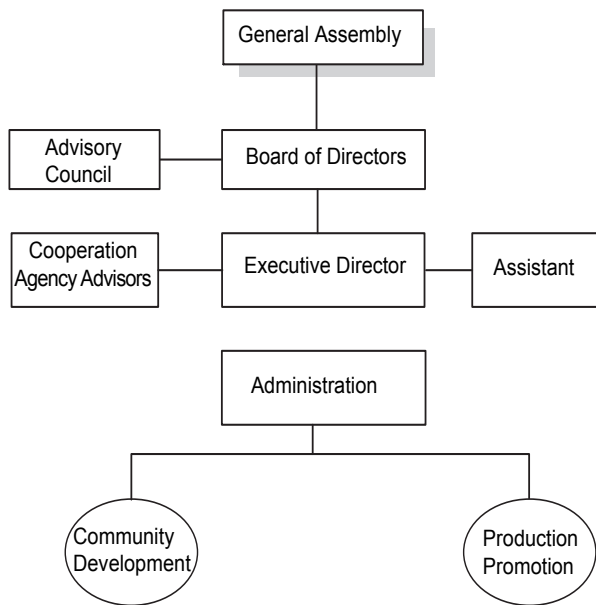 General Assembly
Advisory
Council
Board of Directors
Cooperation
Agency Advisors
Executive Director
Assistant
Administration
Community
Development
Production
Promotion